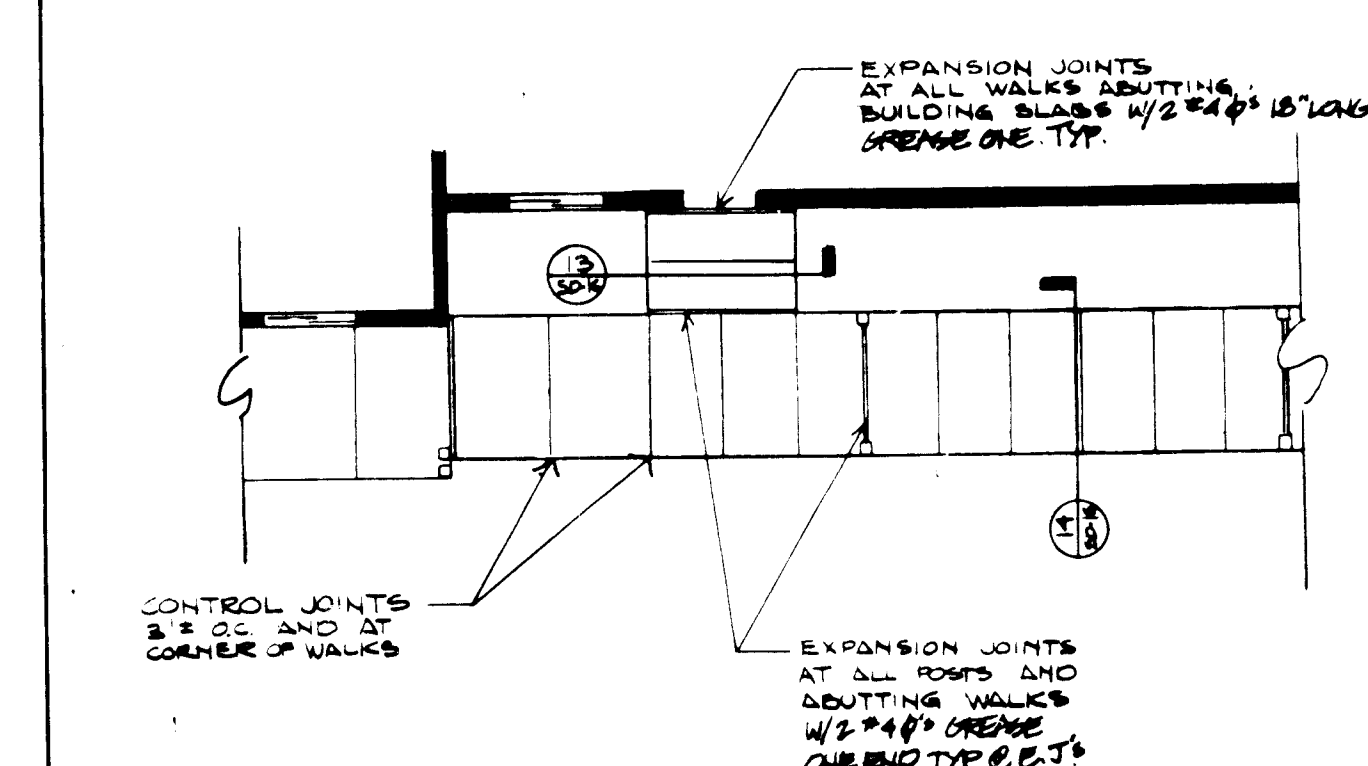 EXPANSION JOINTS
AT ALL WALKS ABUTTING
BUILDING SLABS W/2 #4 φ's 18" LONG
GREASE ONE. TYP.
13
14
CONTROL JOINTS
3'± O.C. AND AT
CORNER OF WALKS
EXPANSION JOINTS
AT ALL POSTS AND
ABUTTING WALKS
W/2 #4 φ's GREASE
ONE END TYP @ E.J's